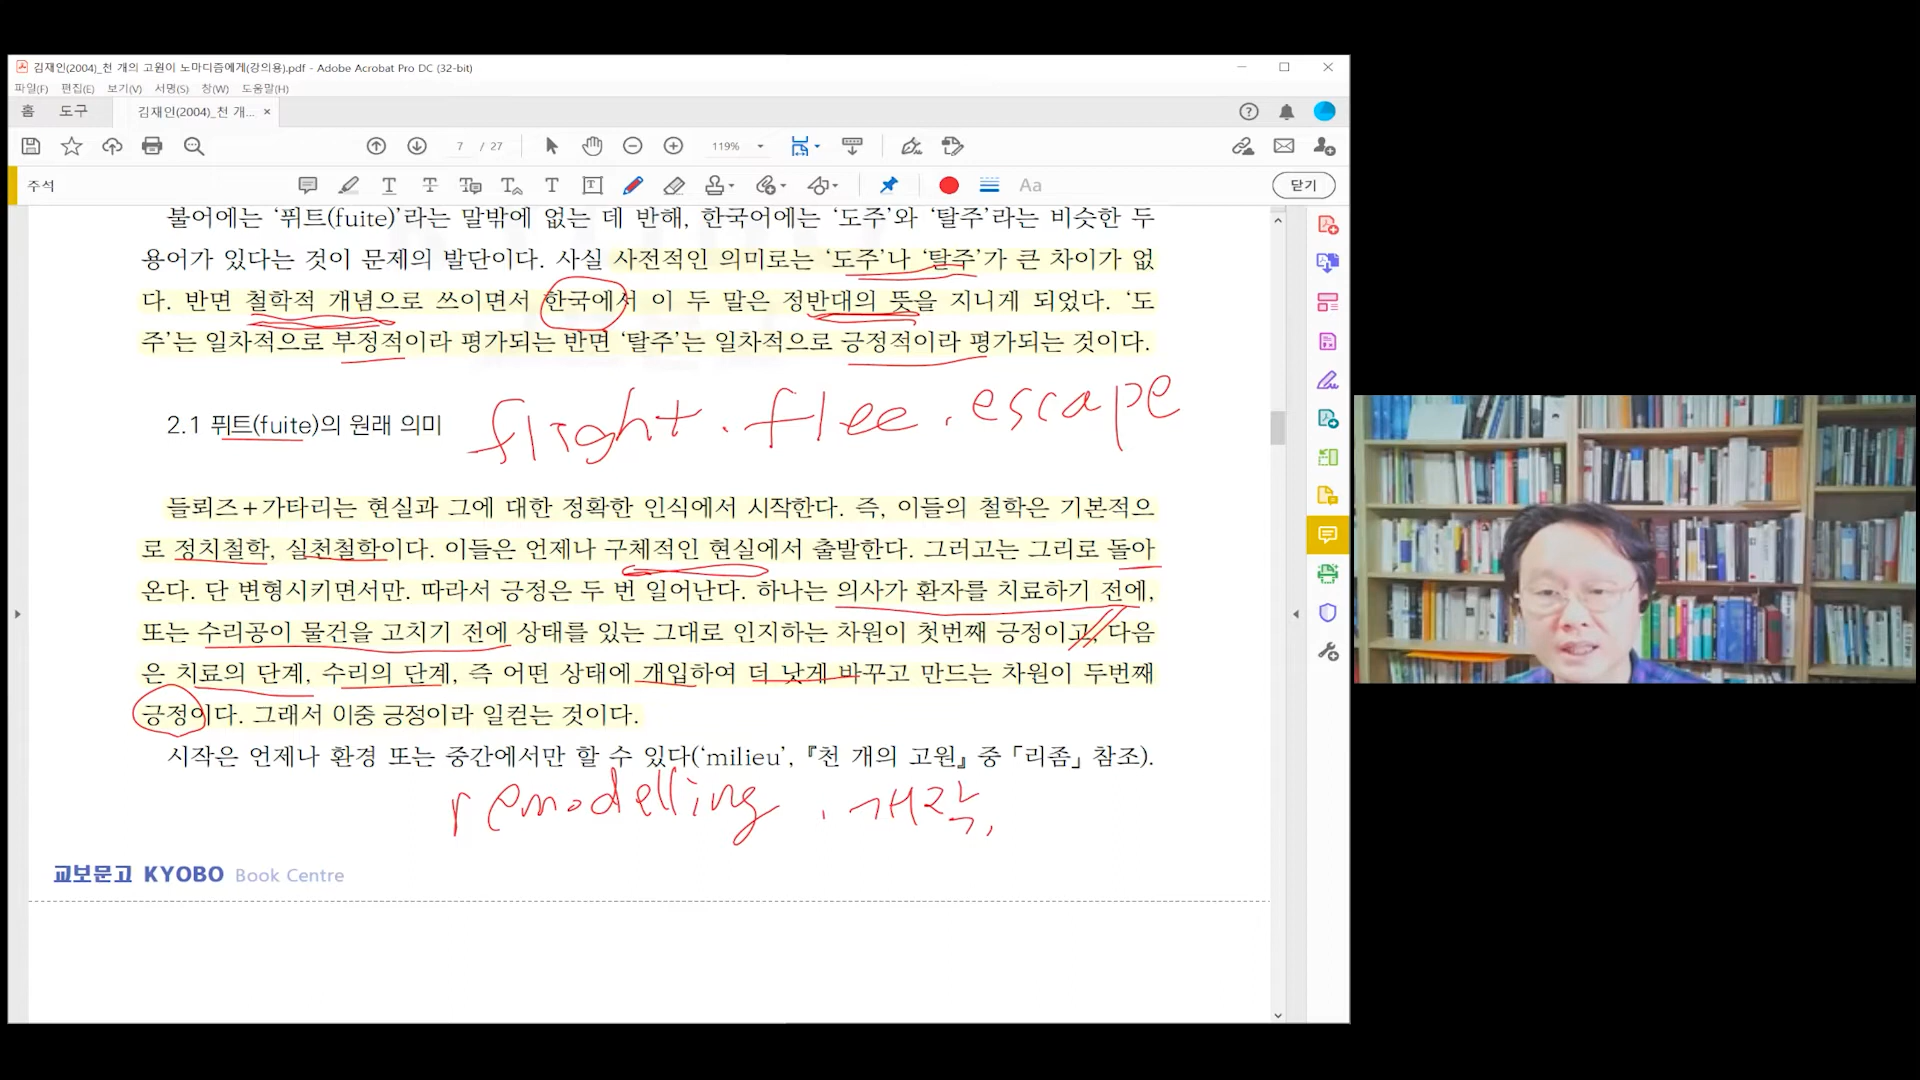 김재인(2004)_천 개의 고원이 노마디즘에게(강의용).pdf - Adobe Acrobat Pro DC (32-bit)
파일(F) 편집(E) 보기(V) 서명(S) 창(W) 도움말(H)
홈 도구 김재인(2004)_천 개... ×
7 / 27 119%
주석 Aa 닫기
불어에는 ‘퓌트(fuite)’라는 말밖에 없는 데 반해, 한국어에는 ‘도주’와 ‘탈주’라는 비슷한 두
용어가 있다는 것이 문제의 발단이다. 사실 사전적인 의미로는 ‘도주’나 ‘탈주’가 큰 차이가 없
다. 반면 철학적 개념으로 쓰이면서 한국에서 이 두 말은 정반대의 뜻을 지니게 되었다. ‘도
주’는 일차적으로 부정적이라 평가되는 반면 ‘탈주’는 일차적으로 긍정적이라 평가되는 것이다.
flight. flee. escape
2.1 퓌트(fuite)의 원래 의미
들뢰즈+가타리는 현실과 그에 대한 정확한 인식에서 시작한다. 즉, 이들의 철학은 기본적으
로 정치철학, 실천철학이다. 이들은 언제나 구체적인 현실에서 출발한다. 그러고는 그리로 돌아
온다. 단 변형시키면서만. 따라서 긍정은 두 번 일어난다. 하나는 의사가 환자를 치료하기 전에,
또는 수리공이 물건을 고치기 전에 상태를 있는 그대로 인지하는 차원이 첫번째 긍정이고, 다음
은 치료의 단계, 수리의 단계, 즉 어떤 상태에 개입하여 더 낫게 바꾸고 만드는 차원이 두번째
긍정이다. 그래서 이중 긍정이라 일컫는 것이다.
시작은 언제나 환경 또는 중간에서만 할 수 있다(‘milieu’, 『천 개의 고원』 중 「리좀」 참조).
remodelling. 개작,
교보문고 KYOBO Book Centre